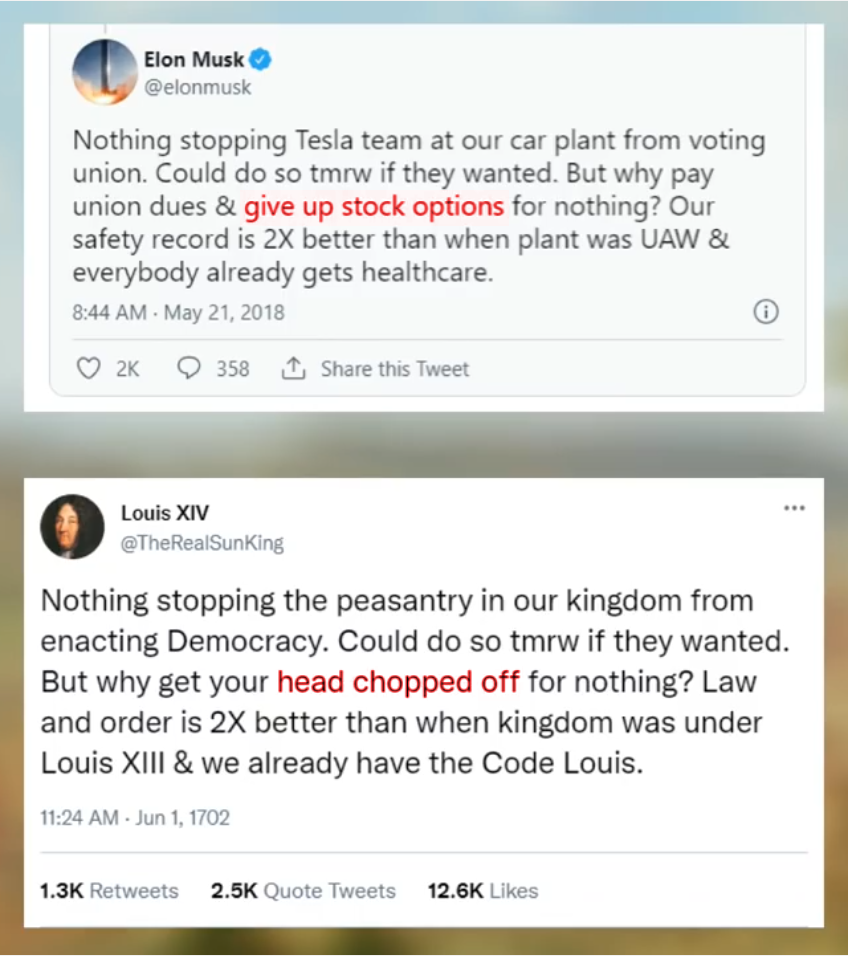 Elon Musk
@elonmusk
Nothing stopping Tesla team at our car plant from voting
union. Could do so tmrw if they wanted. But why pay
union dues & give up stock options for nothing? Our
safety record is 2X better than when plant was UAW &
everybody already gets healthcare.
8:44 AM · May 21, 2018
2K 358 Share this Tweet
Louis XIV
@TheRealSunKing
Nothing stopping the peasantry in our kingdom from
enacting Democracy. Could do so tmrw if they wanted.
But why get your head chopped off for nothing? Law
and order is 2X better than when kingdom was under
Louis XIII & we already have the Code Louis.
11:24 AM · Jun 1, 1702
1.3K Retweets 2.5K Quote Tweets 12.6K Likes